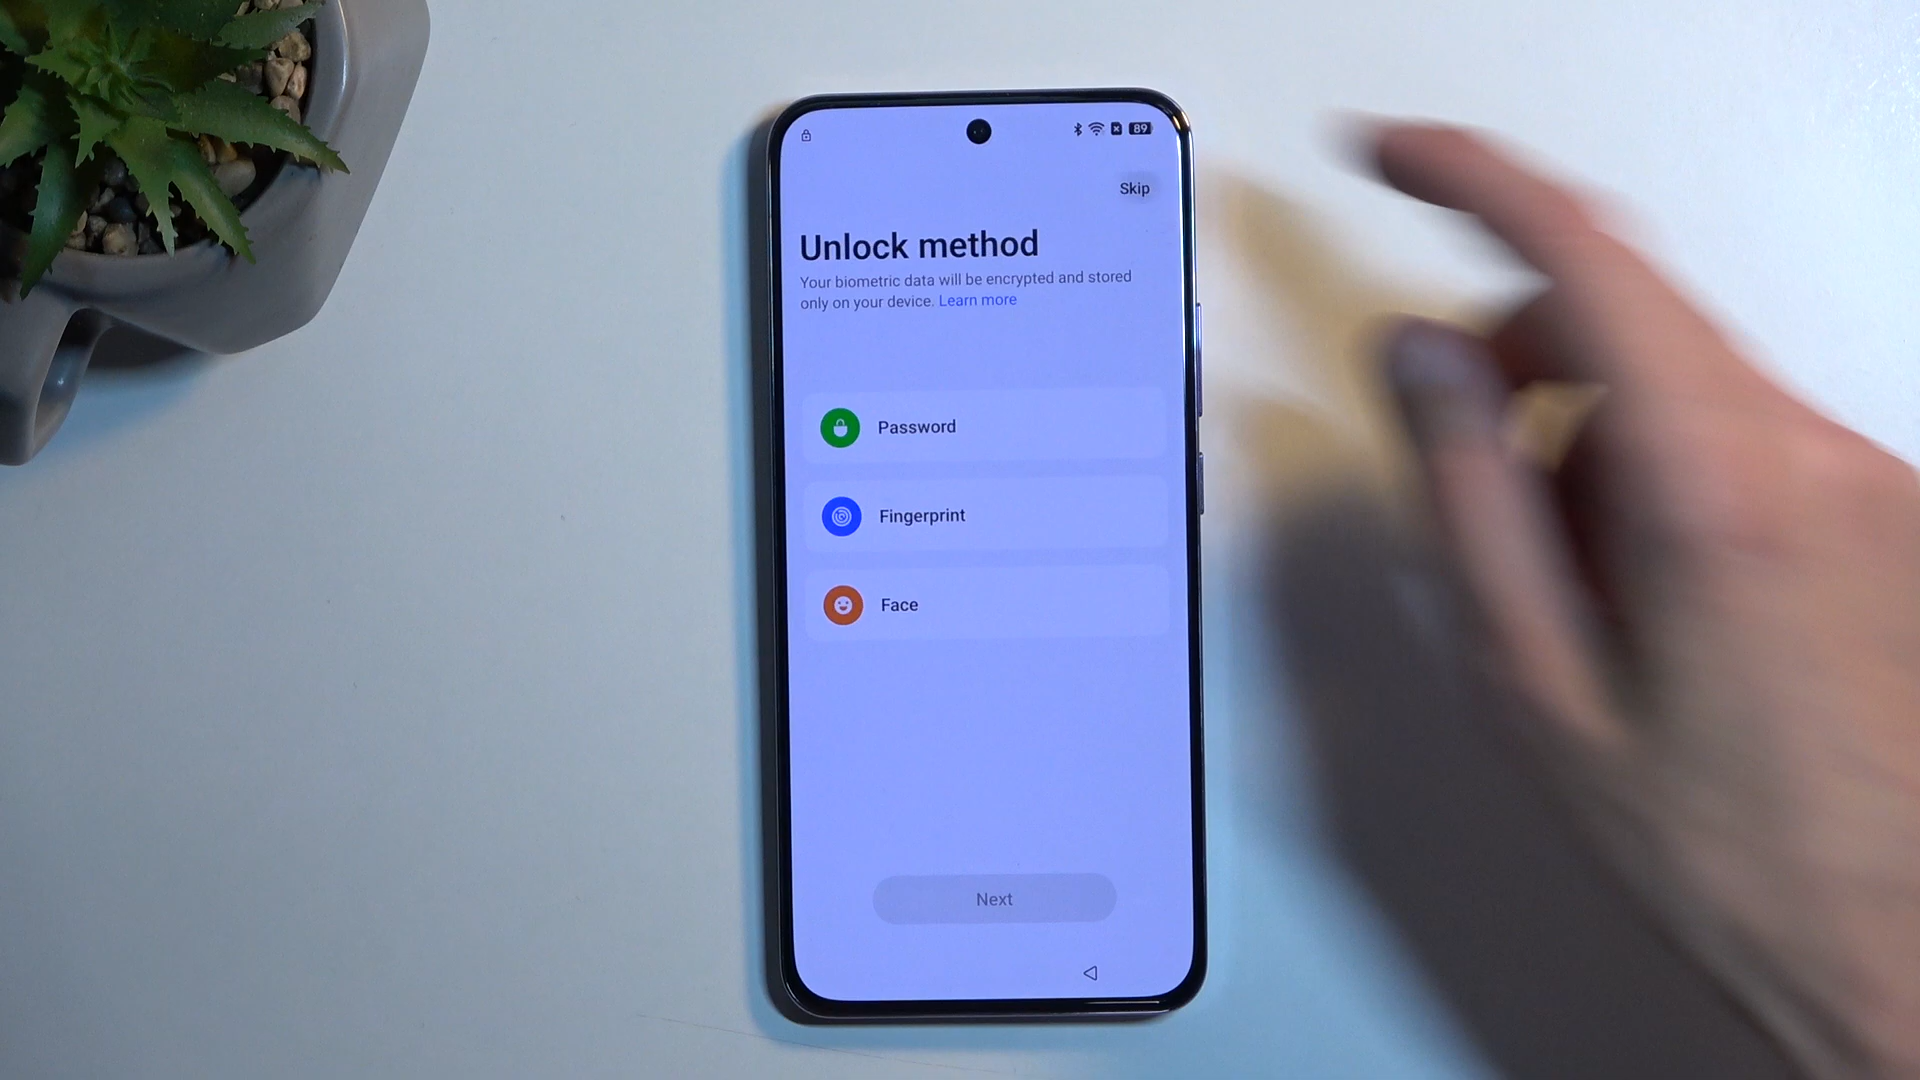 89
Skip
Unlock method
Your biometric data will be encrypted and stored
only on your device. Learn more
Password
Fingerprint
Face
Next